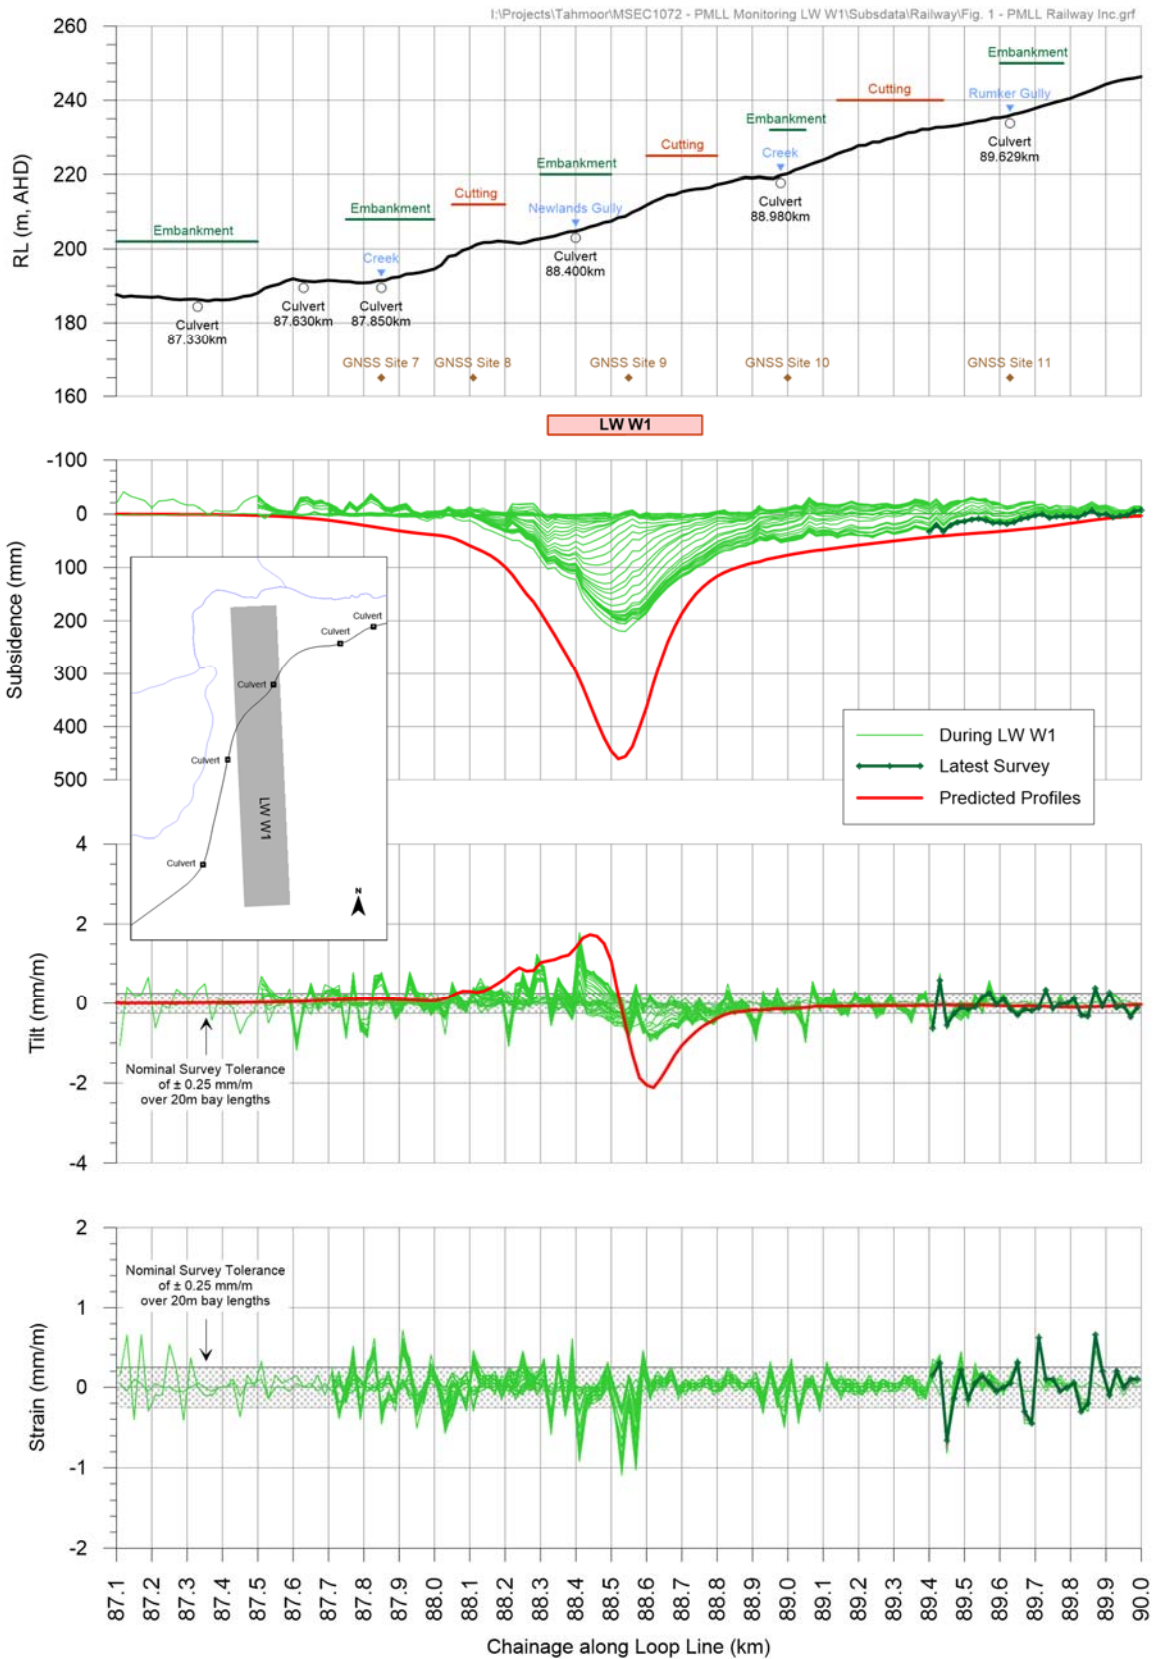 I:\Projects\Tahmoor\MSEC1072 - PMLL Monitoring LW W1\Subsdata\Railway\Fig. 1 - PMLL Railway Inc.grf
260
240
220
200
180
160
RL (m, AHD)
Embankment
Embankment
Cutting
Embankment
Cutting
Embankment
Cutting
Embankment
Creek
Newlands Gully
Creek
Rumker Gully
Culvert
87.330km
Culvert
87.630km
Culvert
87.850km
Culvert
88.400km
Culvert
88.980km
Culvert
89.629km
GNSS Site 7
GNSS Site 8
GNSS Site 9
GNSS Site 10
GNSS Site 11
LW W1
-100
0
100
200
300
400
500
Subsidence (mm)
Culvert
Culvert
Culvert
Culvert
Culvert
LW W1
N
During LW W1
Latest Survey
Predicted Profiles
4
2
0
-2
-4
Tilt (mm/m)
Nominal Survey Tolerance
of ± 0.25 mm/m
over 20m bay lengths
2
1
0
-1
-2
Strain (mm/m)
Nominal Survey Tolerance
of ± 0.25 mm/m
over 20m bay lengths
87.1
87.2
87.3
87.4
87.5
87.6
87.7
87.8
87.9
88.0
88.1
88.2
88.3
88.4
88.5
88.6
88.7
88.8
88.9
89.0
89.1
89.2
89.3
89.4
89.5
89.6
89.7
89.8
89.9
90.0
Chainage along Loop Line (km)